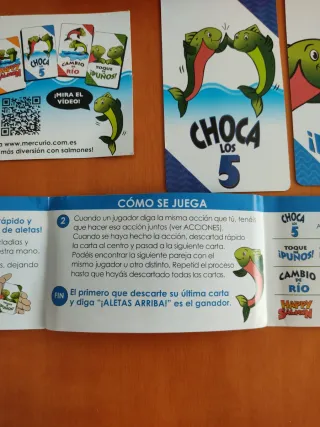 CHOCA
5
CAMBIO
DE
RÍO
TOQUE
¡PUÑOS!
¡MIRA EL
VÍDEO!
www.mercurio.com.es
más diversión con salmones!
CHOCA
LOS
5
CÓMO SE JUEGA
rápido y
de aletas!
estra mano.
s, dejando
2 Cuando un jugador diga la misma acción que tú, tenéis
que hacer esa acción juntos (ver ACCIONES).
Cuando se haya hecho la acción, descartad rápido
la carta al centro y pasad a la siguiente carta.
Podéis encontrar la siguiente pareja con el
mismo jugador u otro distinto. Repetid el proceso
hasta que hayáis descartado todas las cartas.
FIN El primero que descarte su última carta
y diga "¡ALETAS ARRIBA!" es el ganador.
CHOCA
5
TOQUE
¡PUÑOS!
CAMBIO
DE
RÍO
HAPPY
SALMON